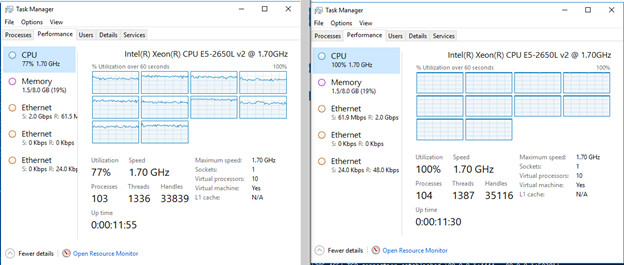 Task Manager
File Options View
Processes Performance Users Details Services
CPU
77% 1.70 GHz
Memory
1.5/8.0 GB (19%)
Ethernet
S: 2.0 Gbps R: 61.5 M
Ethernet
S: 0 Kbps R: 0 Kbps
Ethernet
S: 0 Kbps R: 24.0 K
Intel(R) Xeon(R) CPU E5-2650L v2 @ 1.70GHz
% Utilization over 60 seconds 100%
Utilization Speed
77% 1.70 GHz
Processes Threads Handles
103 1336 33839
Up time
0:00:11:55
Maximum speed: 1.70 GHz
Sockets: 1
Virtual processors: 10
Virtual machine: Yes
L1 cache: N/A
Fewer details Open Resource Monitor
Task Manager
File Options View
Processes Performance Users Details Services
CPU
100% 1.70 GHz
Memory
1.5/8.0 GB (19%)
Ethernet
S: 61.9 Mbps R: 2.0 Gbps
Ethernet
S: 0 Kbps R: 0 Kbps
Ethernet
S: 24.0 Kbps R: 48.0 Kbps
Intel(R) Xeon(R) CPU E5-2650L v2 @ 1.70GHz
% Utilization over 60 seconds 100%
Utilization Speed
100% 1.70 GHz
Processes Threads Handles
104 1387 35116
Up time
0:00:11:30
Maximum speed: 1.70 GHz
Sockets: 1
Virtual processors: 10
Virtual machine: Yes
L1 cache: N/A
Fewer details Open Resource Monitor